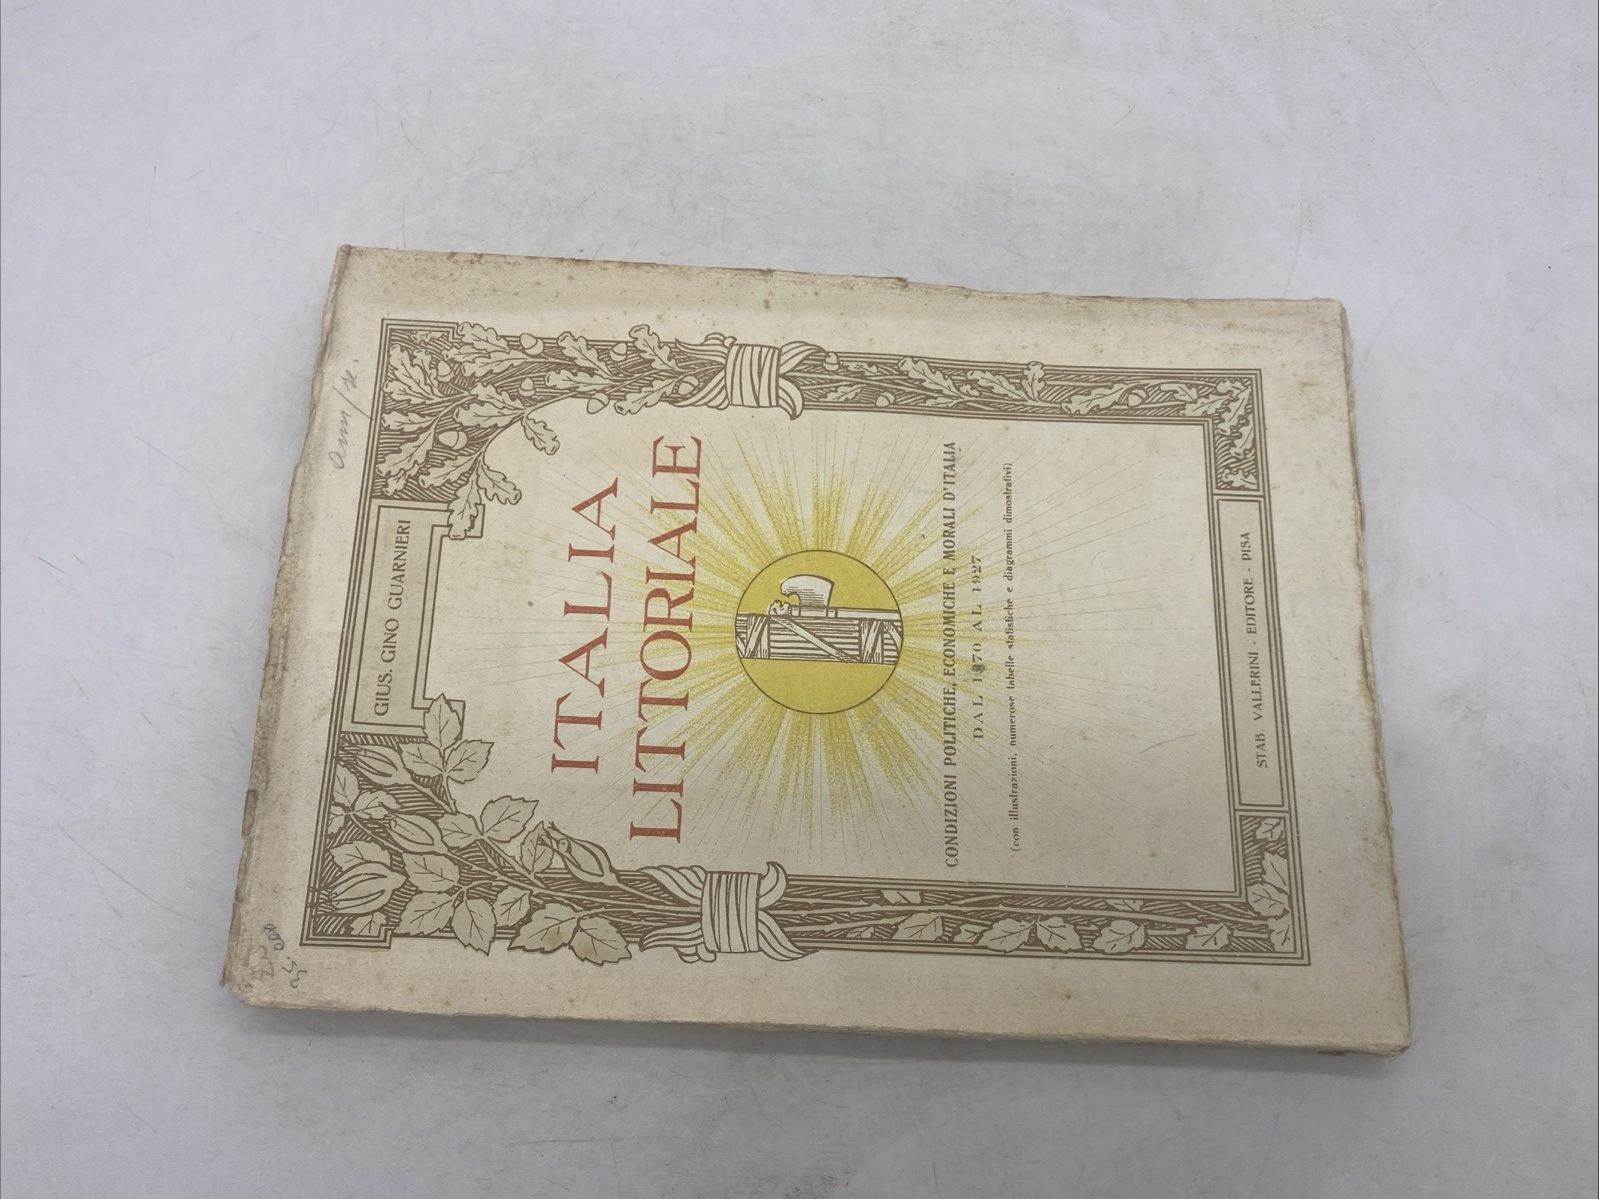 GIUS. GINO GUARNIERI
ITALIA
LITTORIALE
CONDIZIONI POLITICHE, ECONOMICHE E MORALI D'ITALIA
DAL 1870 AL 1927
(con illustrazioni, numerose tabelle statistiche e diagrammi dimostrativi)
STAB. VALLERINI - EDITORE - PISA